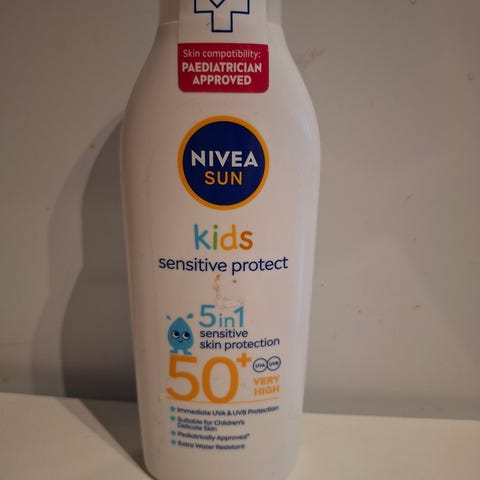 Skin compatibility:
PAEDIATRICIAN
APPROVED
NIVEA
SUN
kids
sensitive protect
5in1
sensitive
skin protection
50+
UVA UVB
VERY
HIGH
Immediate UVA & UVB Protection
Suitable for Children's
Delicate Skin
Pediatrically Approved*
Extra Water Resistant